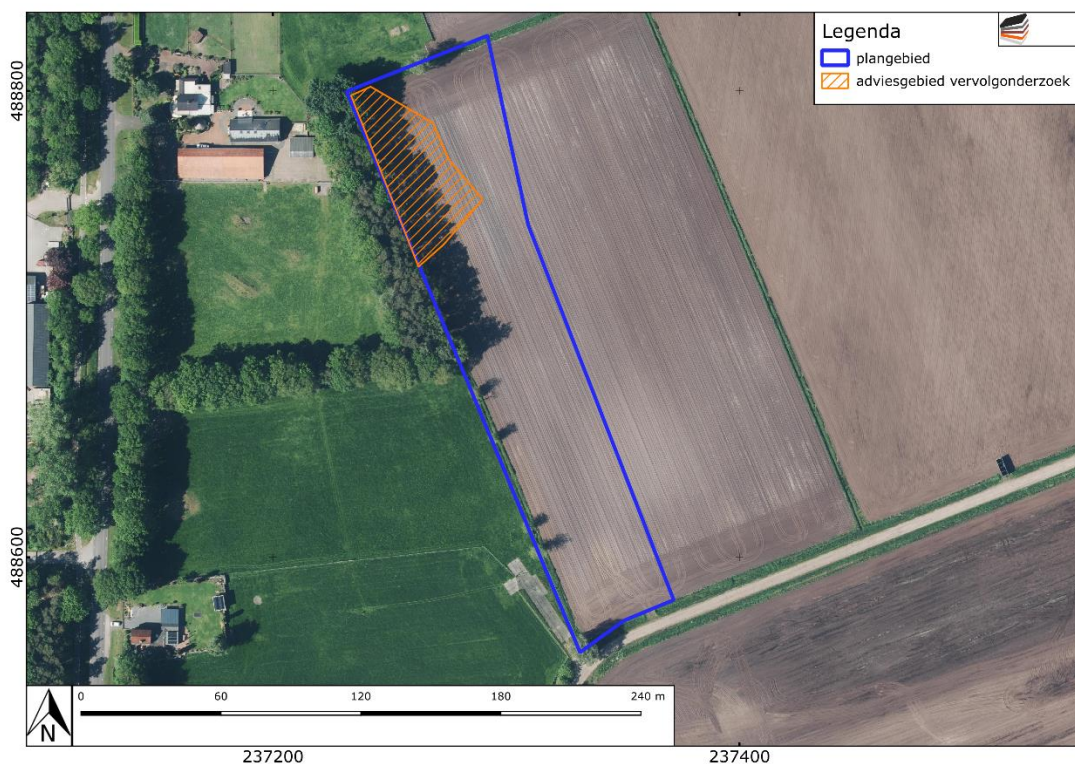 Legenda
plangebied
adviesgebied vervolgonderzoek
488800
488600
0 60 120 180 240 m
N
237200 237400